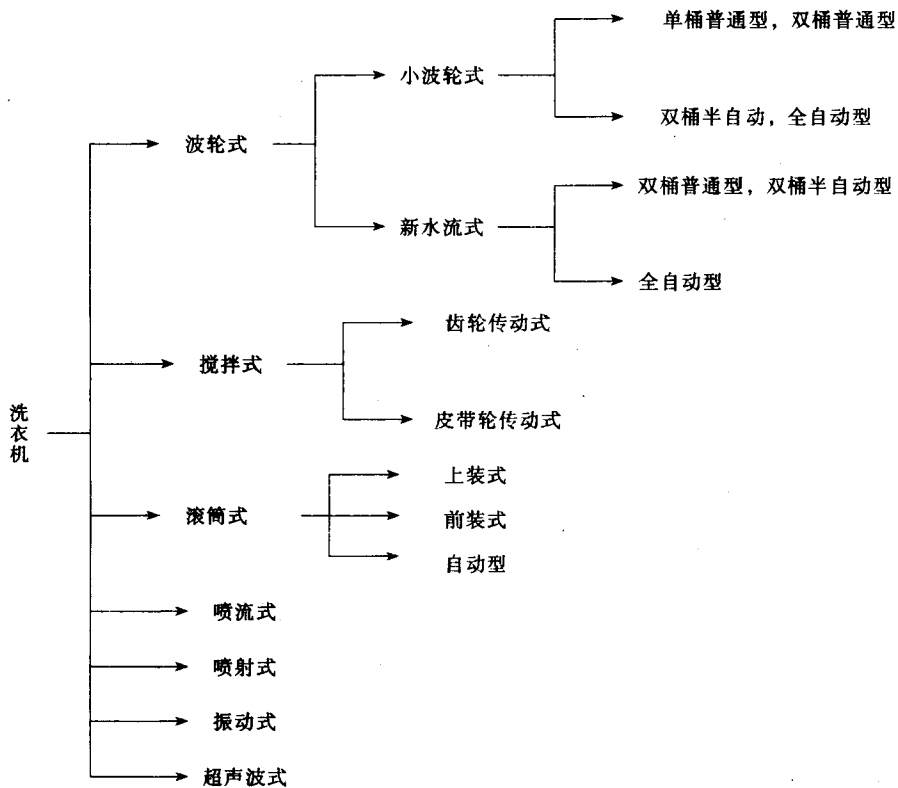 单桶普通型，双桶普通型
小波轮式
双桶半自动，全自动型
波轮式
双桶普通型，双桶半自动型
新水流式
全自动型
齿轮传动式
搅拌式
皮带轮传动式
洗衣机
上装式
滚筒式
前装式
自动型
喷流式
喷射式
振动式
超声波式